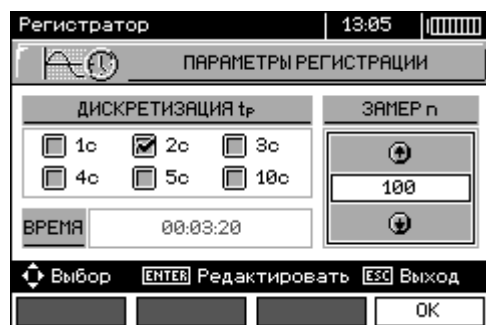 Регистратор 13:05
ПАРАМЕТРЫ РЕГИСТРАЦИИ
ДИСКРЕТИЗАЦИЯ tр ЗАМЕР n
1с 2с 3с
4с 5с 10с
100
ВРЕМЯ 00:03:20
Выбор ENTER Редактировать ESC Выход
OK